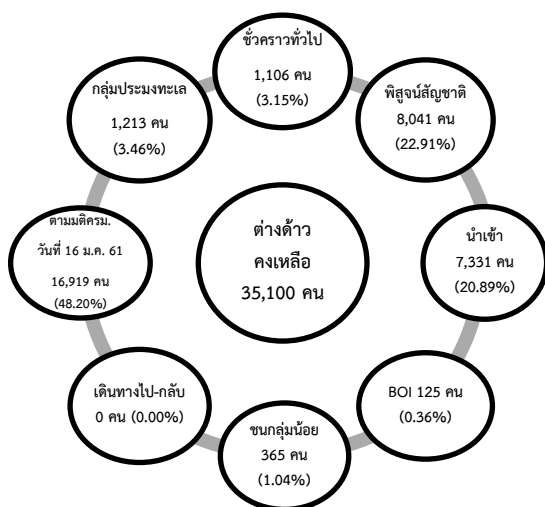 ชั่วคราวทั่วไป
1,106 คน
(3.15%)
พิสูจน์สัญชาติ
8,041 คน
(22.91%)
นำเข้า
7,331 คน
(20.89%)
BOI 125 คน
(0.36%)
ชนกลุ่มน้อย
365 คน
(1.04%)
เดินทางไป-กลับ
0 คน (0.00%)
ตามมติครม.
วันที่ 16 ม.ค. 61
16,919 คน
(48.20%)
กลุ่มประมงทะเล
1,213 คน
(3.46%)
ต่างด้าว
คงเหลือ
35,100 คน